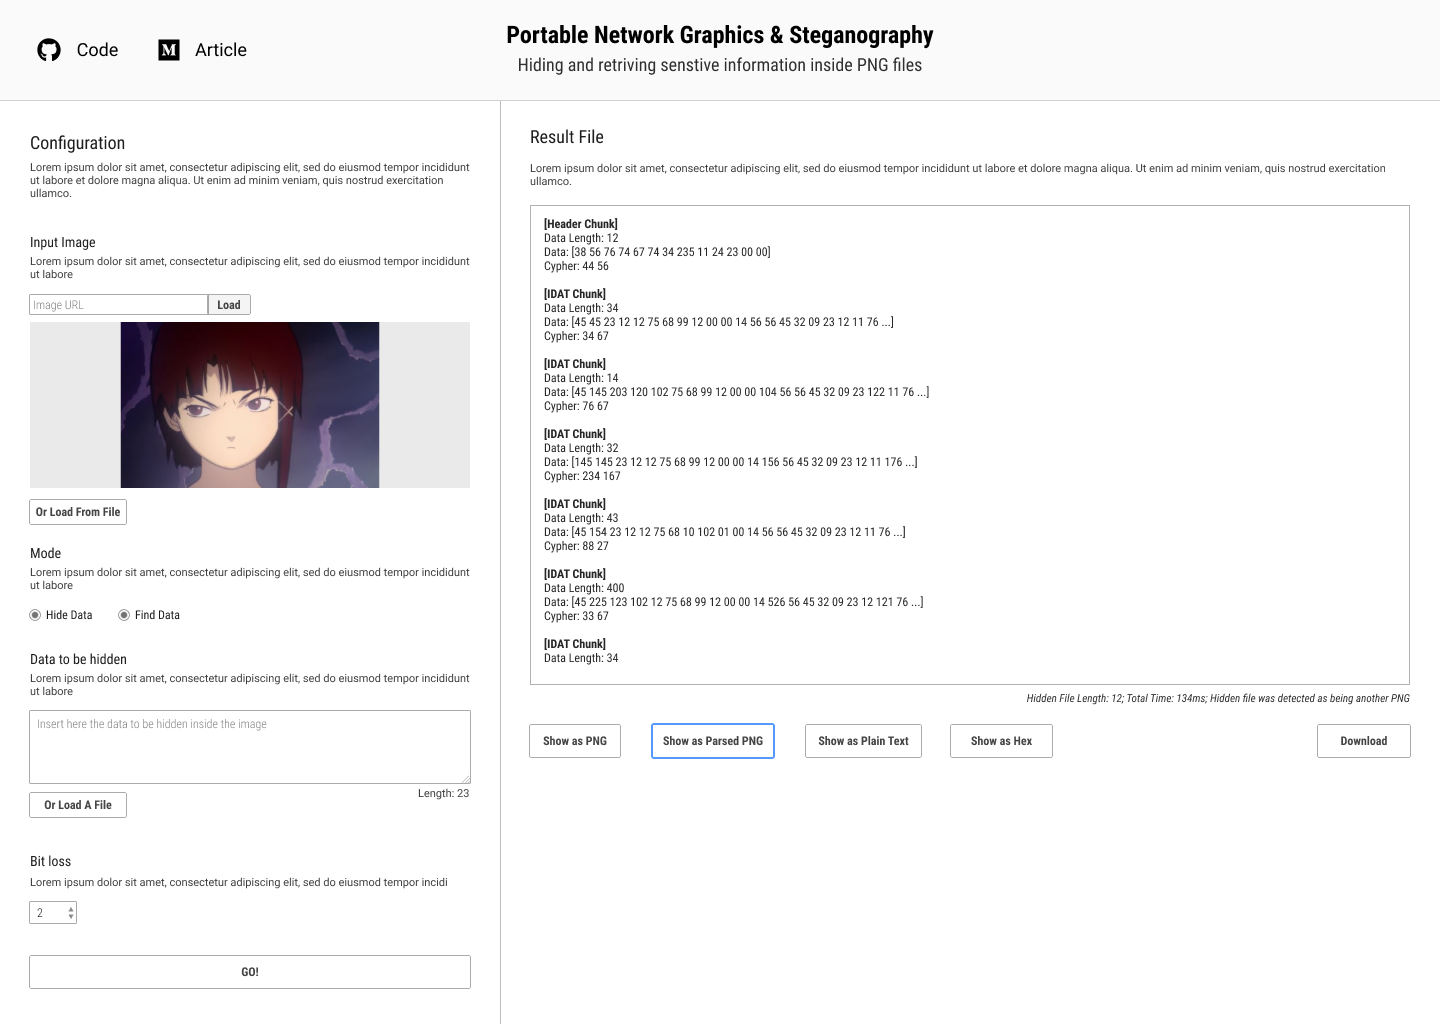 Code
Article
Portable Network Graphics & Steganography
Hiding and retriving senstive information inside PNG files
Configuration
Lorem ipsum dolor sit amet, consectetur adipiscing elit, sed do eiusmod tempor incididunt
ut labore et dolore magna aliqua. Ut enim ad minim veniam, quis nostrud exercitation
ullamco.
Input Image
Lorem ipsum dolor sit amet, consectetur adipiscing elit, sed do eiusmod tempor incididunt
ut labore
Image URL
Load
Or Load From File
Mode
Lorem ipsum dolor sit amet, consectetur adipiscing elit, sed do eiusmod tempor incididunt
ut labore
Hide Data
Find Data
Data to be hidden
Lorem ipsum dolor sit amet, consectetur adipiscing elit, sed do eiusmod tempor incididunt
ut labore
Insert here the data to be hidden inside the image
Length: 23
Or Load A File
Bit loss
Lorem ipsum dolor sit amet, consectetur adipiscing elit, sed do eiusmod tempor incidi
2
GO!
Result File
Lorem ipsum dolor sit amet, consectetur adipiscing elit, sed do eiusmod tempor incididunt ut labore et dolore magna aliqua. Ut enim ad minim veniam, quis nostrud exercitation
ullamco.
[Header Chunk]
Data Length: 12
Data: [38 56 76 74 67 74 34 235 11 24 23 00 00]
Cypher: 44 56
[IDAT Chunk]
Data Length: 34
Data: [45 45 23 12 12 75 68 99 12 00 00 14 56 56 45 32 09 23 12 11 76 ...]
Cypher: 34 67
[IDAT Chunk]
Data Length: 14
Data: [45 145 203 120 102 75 68 99 12 00 00 104 56 56 45 32 09 23 122 11 76 ...]
Cypher: 76 67
[IDAT Chunk]
Data Length: 32
Data: [145 145 23 12 12 75 68 99 12 00 00 14 156 56 45 32 09 23 12 11 176 ...]
Cypher: 234 167
[IDAT Chunk]
Data Length: 43
Data: [45 154 23 12 12 75 68 10 102 01 00 14 56 56 45 32 09 23 12 11 76 ...]
Cypher: 88 27
[IDAT Chunk]
Data Length: 400
Data: [45 225 123 102 12 75 68 99 12 00 00 14 526 56 45 32 09 23 12 121 76 ...]
Cypher: 33 67
[IDAT Chunk]
Data Length: 34
Hidden File Length: 12; Total Time: 134ms; Hidden file was detected as being another PNG
Show as PNG
Show as Parsed PNG
Show as Plain Text
Show as Hex
Download